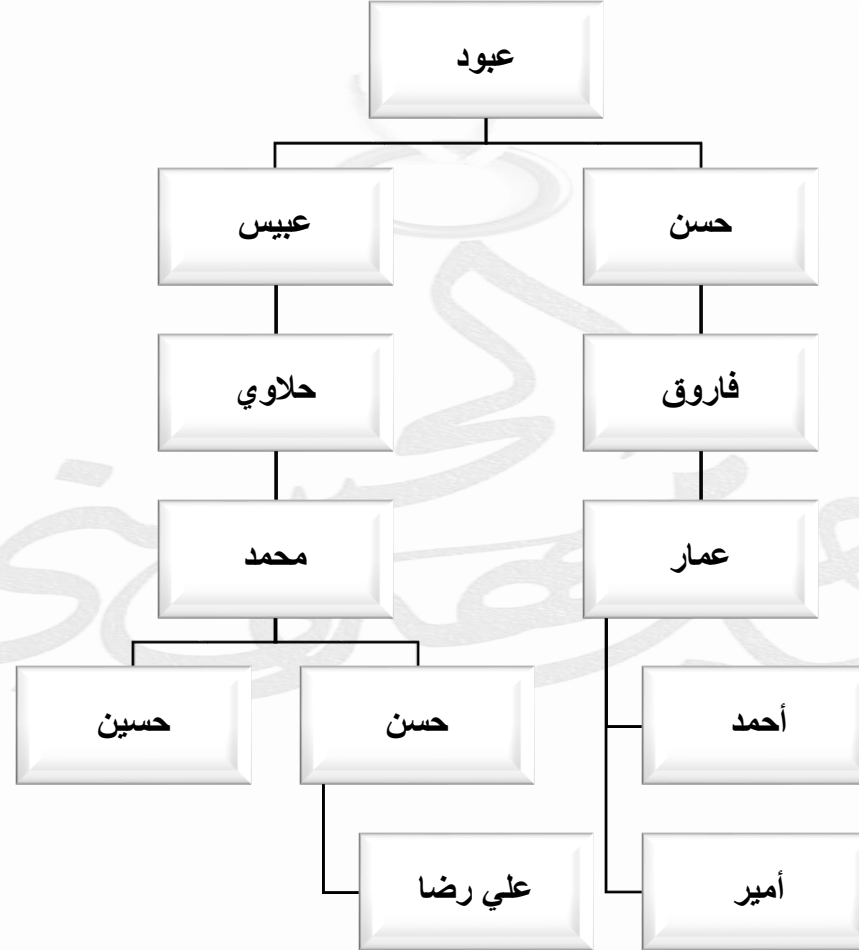 عبود
حسن
عبيس
فاروق
حلاوي
عمار
محمد
أحمد
حسن
حسين
أمير
علي رضا